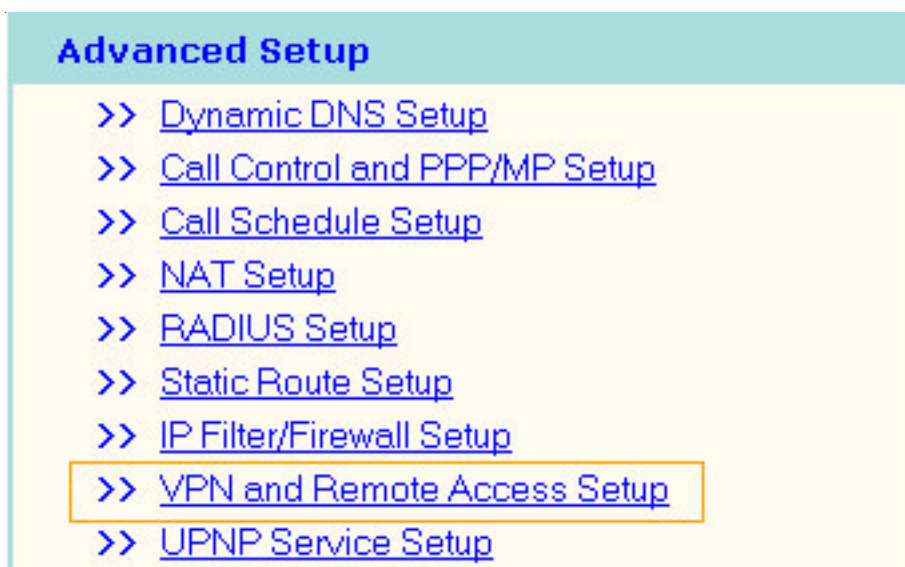 Advanced Setup
>> Dynamic DNS Setup
>> Call Control and PPP/MP Setup
>> Call Schedule Setup
>> NAT Setup
>> RADIUS Setup
>> Static Route Setup
>> IP Filter/Firewall Setup
>> VPN and Remote Access Setup
>> UPNP Service Setup